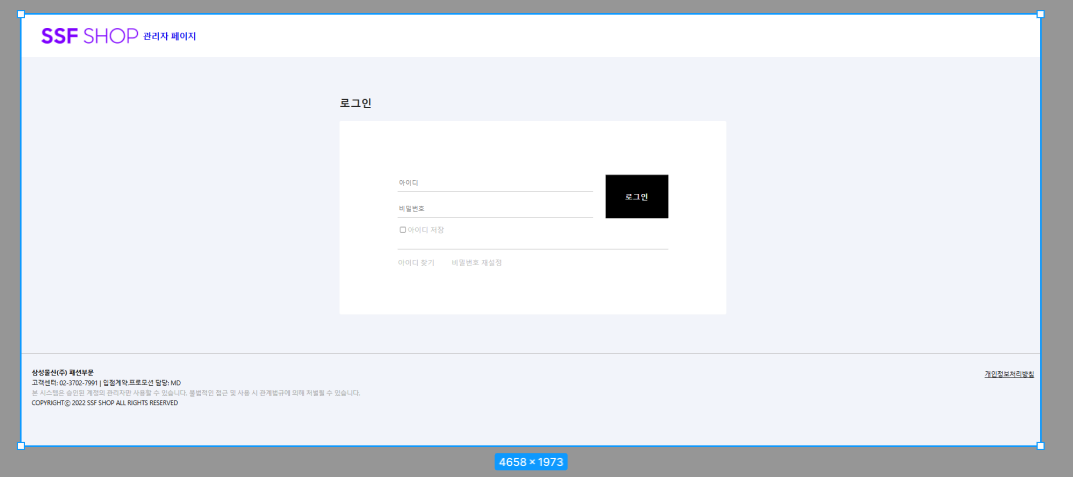 SSF SHOP 관리자 페이지
로그인
아이디
로그인
비밀번호
아이디 저장
아이디 찾기 비밀번호 재설정
삼성물산(주) 패션부문
고객센터: 02-3702-7991 | 입점계약.프로모션 담당: MD
개인정보처리방침
본 시스템은 승인된 계정의 관리자만 사용할 수 있습니다. 불법적인 접근 및 사용 시 관계법규에 의해 처벌될 수 있습니다.
COPYRIGHTⓒ 2022 SSF SHOP ALL RIGHTS RESERVED
4658 × 1973